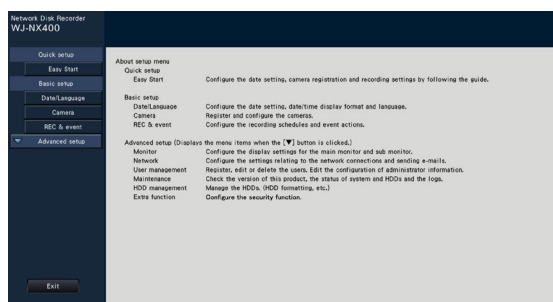 Network Disk Recorder
WJ-NX400
Quick setup
Easy Start
Basic setup
Date/Language
Camera
REC & event
Advanced setup
Exit
About setup menu
Quick setup
Easy Start Configure the date setting, camera registration and recording settings by following the guide.
Basic setup
Date/Language Configure the date setting, date/time display format and language.
Camera Register and configure the cameras.
REC & event Configure the recording schedules and event actions.
Advanced setup (Displays the menu items when the [▼] button is clicked.)
Monitor Configure the display settings for the main monitor and sub monitor.
Network Configure the settings relating to the network connections and sending e-mails.
User management Register, edit or delete the users. Edit the configuration of administrator information.
Maintenance Check the version of this product, the status of system and HDDs and the logs.
HDD management Manage the HDDs. (HDD formatting, etc.)
Extra function Configure the security function.